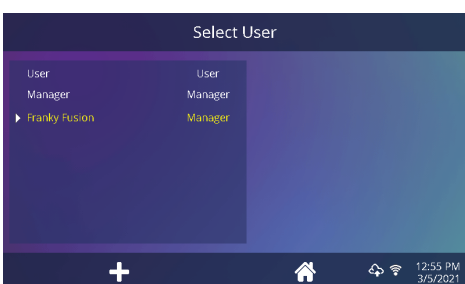 Select User
User User
Manager Manager
Franky Fusion Manager
12:55 PM
3/5/2021